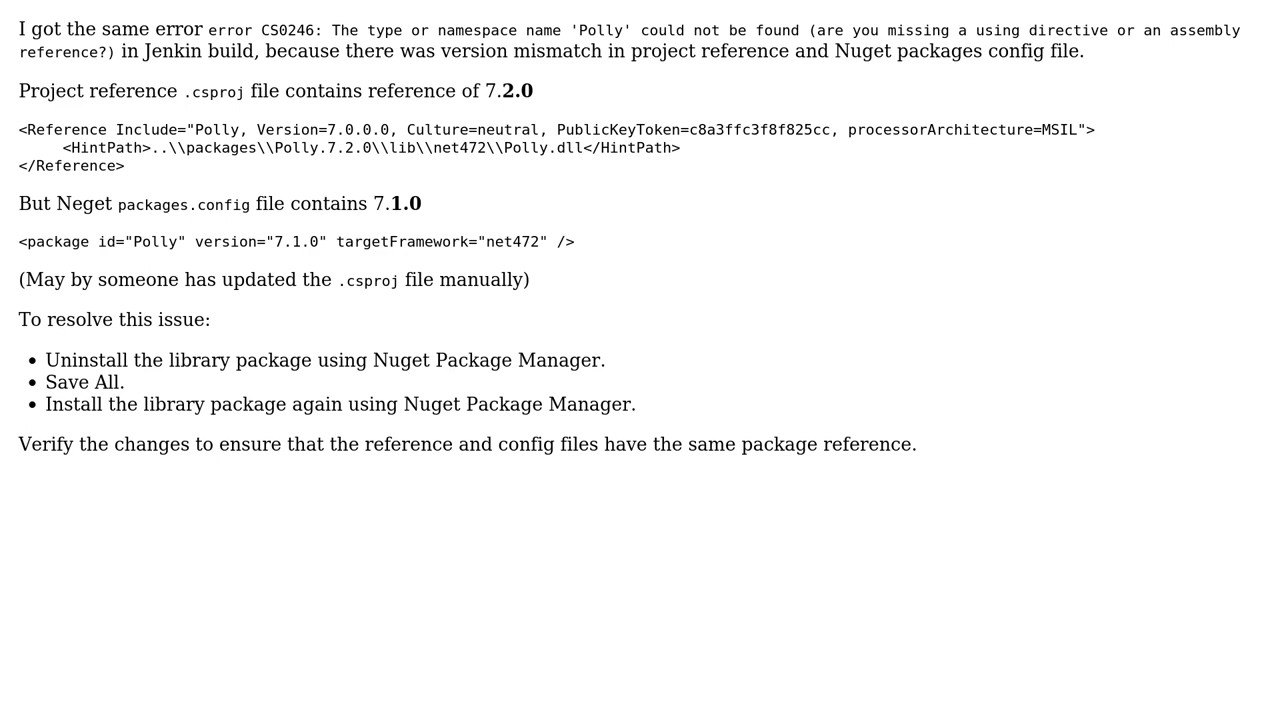 I got the same error error CS0246: The type or namespace name 'Polly' could not be found (are you missing a using directive or an assembly
reference?) in Jenkin build, because there was version mismatch in project reference and Nuget packages config file.
Project reference .csproj file contains reference of 7.2.0
<Reference Include="Polly, Version=7.0.0.0, Culture=neutral, PublicKeyToken=c8a3ffc3f8f825cc, processorArchitecture=MSIL">
     <HintPath>..\\packages\\Polly.7.2.0\\lib\\net472\\Polly.dll</HintPath>
</Reference>
But Neget packages.config file contains 7.1.0
<package id="Polly" version="7.1.0" targetFramework="net472" />
(May by someone has updated the .csproj file manually)
To resolve this issue:
• Uninstall the library package using Nuget Package Manager.
• Save All.
• Install the library package again using Nuget Package Manager.
Verify the changes to ensure that the reference and config files have the same package reference.